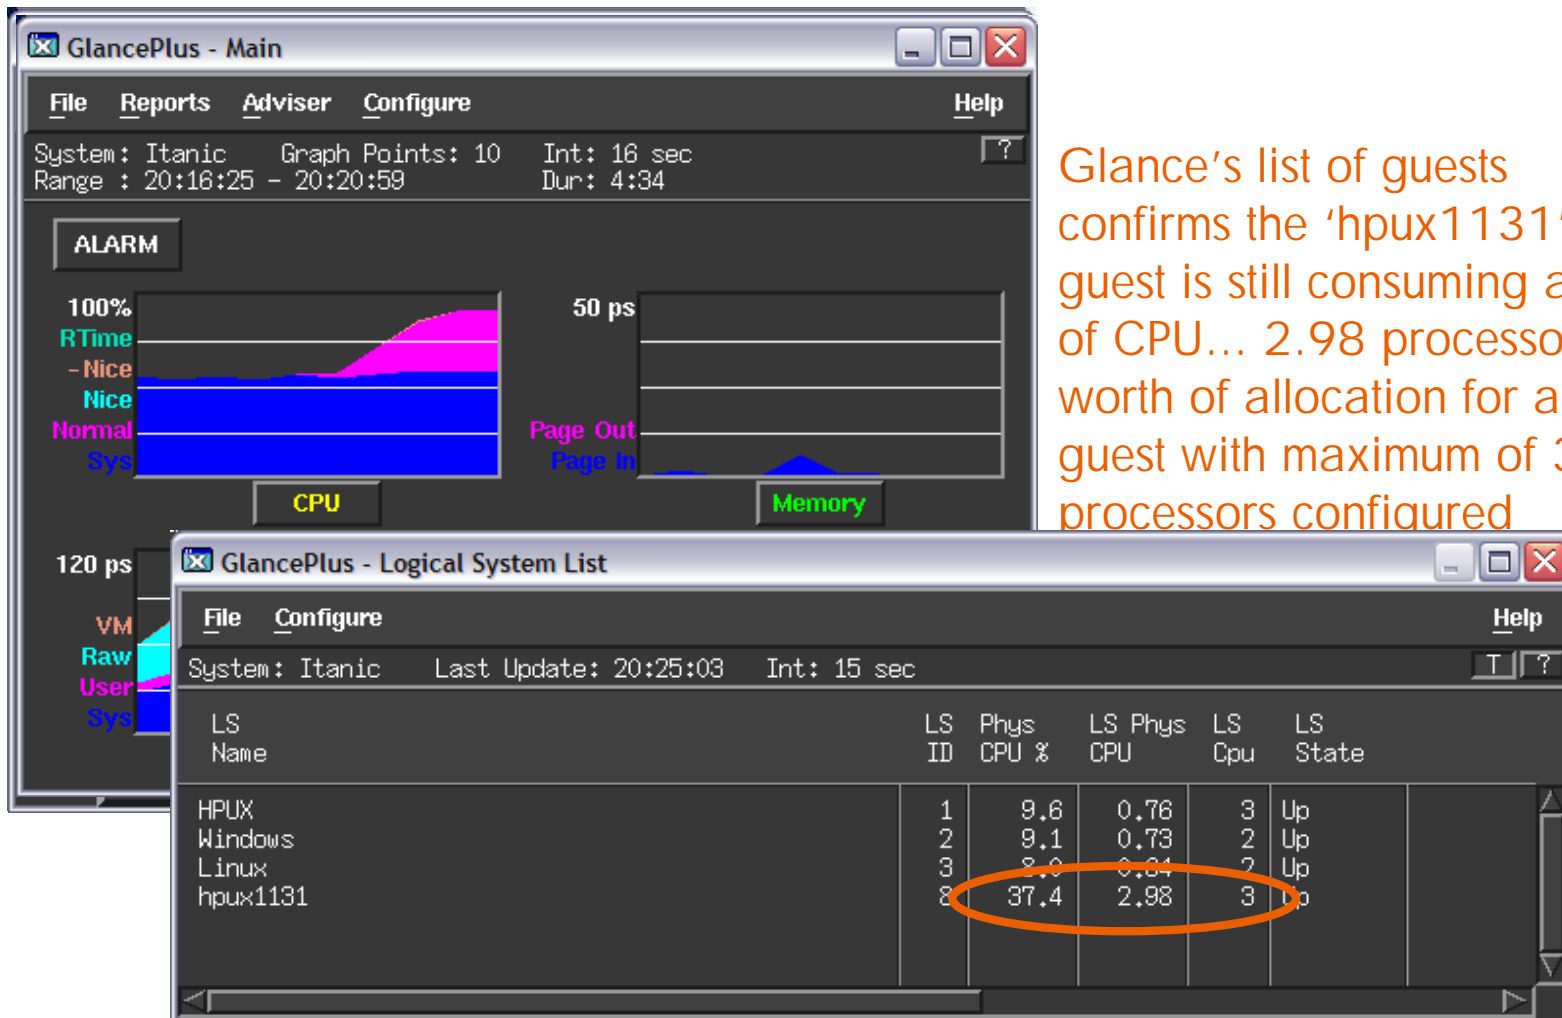 GlancePlus - Main
File Reports Adviser Configure Help
System: Itanic Graph Points: 10 Int: 16 sec ?
Range : 20:16:25 - 20:20:59 Dur: 4:34
ALARM
100%
RTime
-Nice
Nice
Normal
Sys
CPU
50 ps
Page Out
Page In
Memory
Glance’s list of guests
confirms the ‘hpux1131’
guest is still consuming
of CPU... 2.98
worth of allocation for a
guest with maximum of
processors configured
120 ps
VM
Raw
User
Sys
GlancePlus - Logical System List
File Configure Help
System: Itanic Last Update: 20:25:03 Int: 15 sec T ?
LS LS Phys LS Phys LS LS
Name ID CPU % CPU Cpu State
HPUX 1 9.6 0.76 3 Up
Windows 2 9.1 0.73 2 Up
Linux 3 2 Up
hpux1131 8 37.4 2.98 3 Up